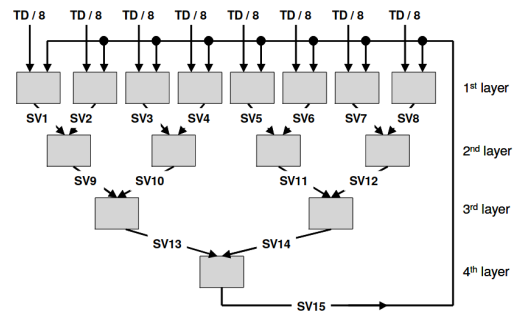 TD / 8 TD / 8 TD / 8 TD / 8 TD / 8 TD / 8 TD / 8 TD / 8
1st layer
SV1 SV2 SV3 SV4 SV5 SV6 SV7 SV8
2nd layer
SV9 SV10 SV11 SV12
3rd layer
SV13 SV14
4th layer
SV15